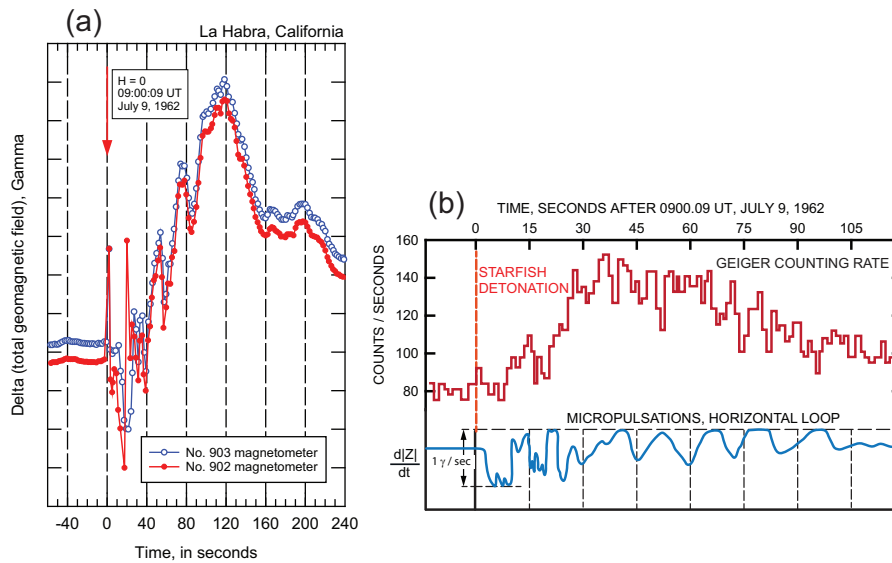 (a)
La Habra, California
H = 0
09:00:09 UT
July 9, 1962
Delta (total geomagnetic field), Gamma
No. 903 magnetometer
No. 902 magnetometer
-40 0 40 80 120 160 200 240
Time, in seconds
(b)
TIME, SECONDS AFTER 0900.09 UT, JULY 9, 1962
0 15 30 45 60 75 90 105
160
140
120
100
80
COUNTS / SECONDS
STARFISH
DETONATION
GEIGER COUNTING RATE
MICROPULSATIONS, HORIZONTAL LOOP
d|Z|
dt
1 γ / sec